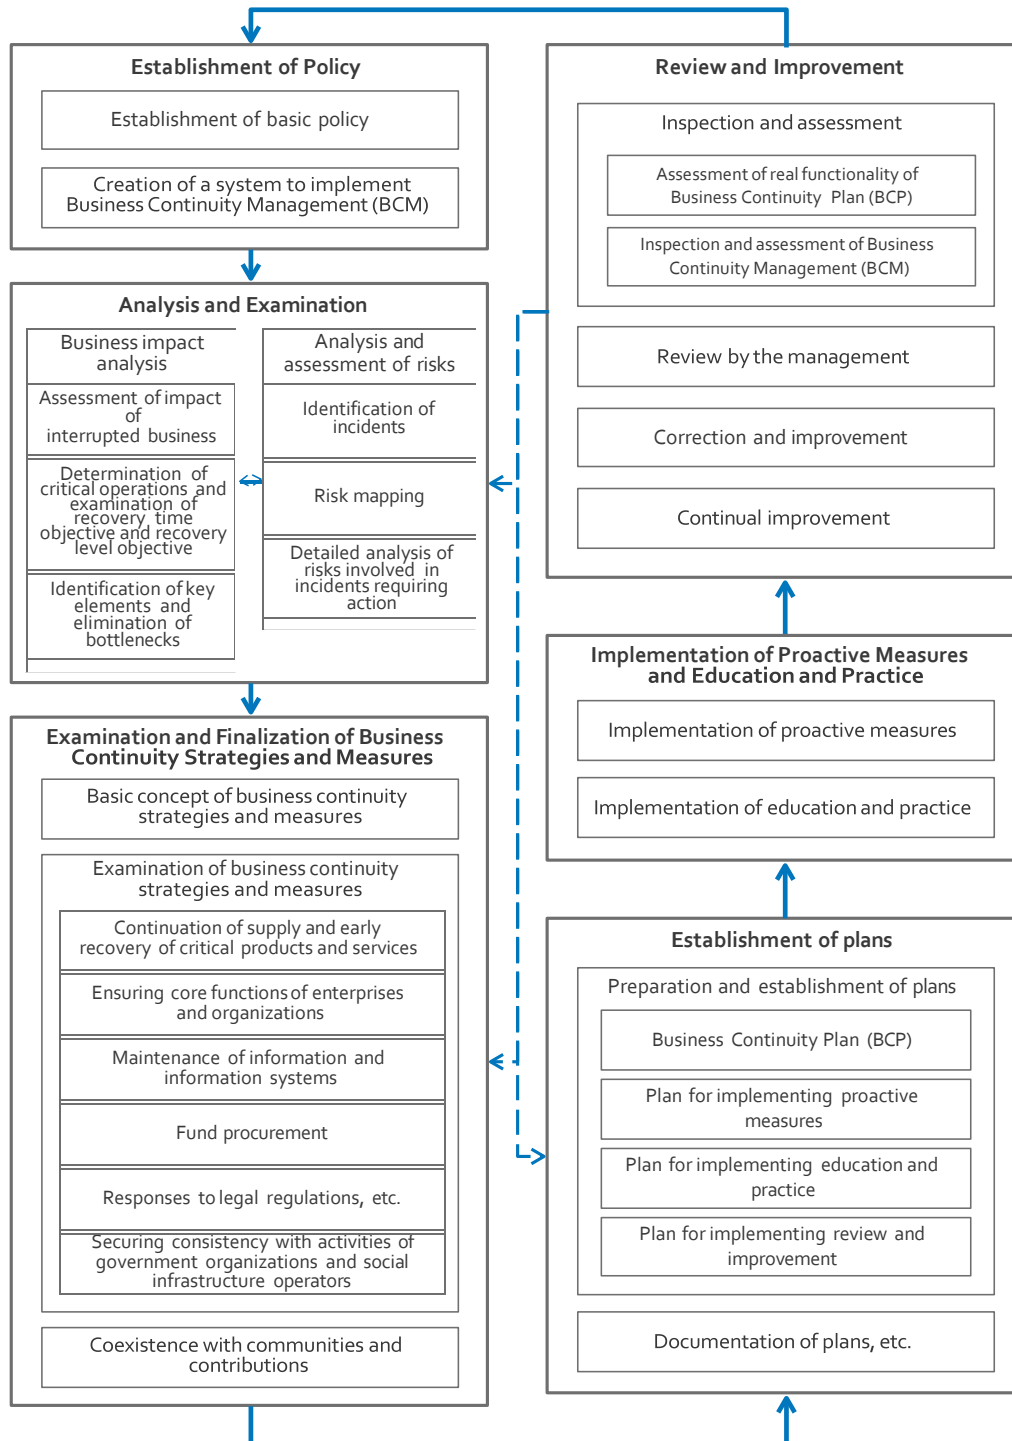 Establishment of Policy
Establishment of basic policy
Creation of a system to implement
Business Continuity Management (BCM)
Analysis and Examination
Business impact
analysis
Assessment of impact
of
interrupted business
Determination of
critical operations and
examination of
recovery time
objective and recovery
level objective
Identification of key
elements and
elimination of
bottlenecks
Analysis and
assessment of risks
Identification of
incidents
Risk mapping
Detailed analysis of
risks involved in
incidents requiring
action
Examination and Finalization of Business
Continuity Strategies and Measures
Basic concept of business continuity
strategies and measures
Examination of business continuity
strategies and measures
Continuation of supply and early
recovery of critical products and services
Ensuring core functions of enterprises
and organizations
Maintenance of information and
information systems
Fund procurement
Responses to legal regulations, etc.
Securing consistency with activities of
government organizations and social
infrastructure operators
Coexistence with communities and
contributions
Review and Improvement
Inspection and assessment
Assessment of real functionality of
Business Continuity Plan (BCP)
Inspection and assessment of Business
Continuity Management (BCM)
Review by the management
Correction and improvement
Continual improvement
Implementation of Proactive Measures
and Education and Practice
Implementation of proactive measures
Implementation of education and practice
Establishment of plans
Preparation and establishment of plans
Business Continuity Plan (BCP)
Plan for implementing proactive
measures
Plan for implementing education and
practice
Plan for implementing review and
improvement
Documentation of plans, etc.